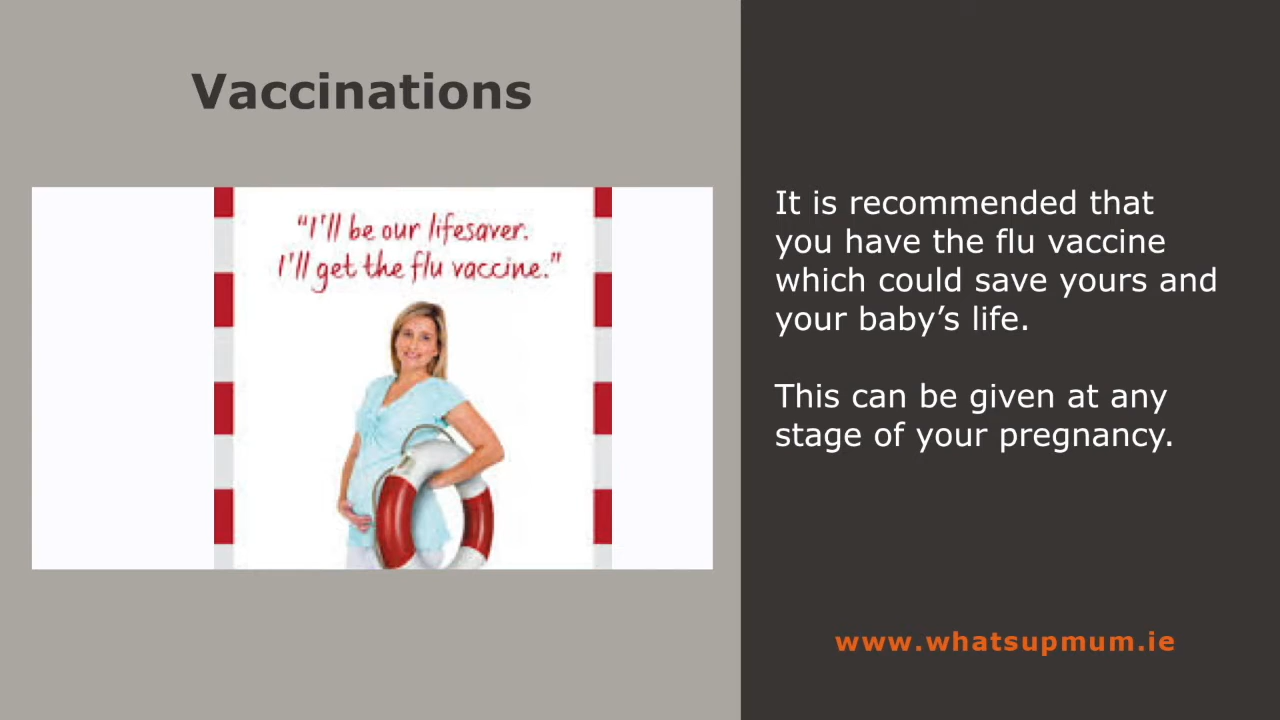 Vaccinations
“I'll be our lifesaver.
I'll get the flu vaccine.”
It is recommended that
you have the flu vaccine
which could save yours and
your baby’s life.
This can be given at any
stage of your pregnancy.
www.whatsupmum.ie